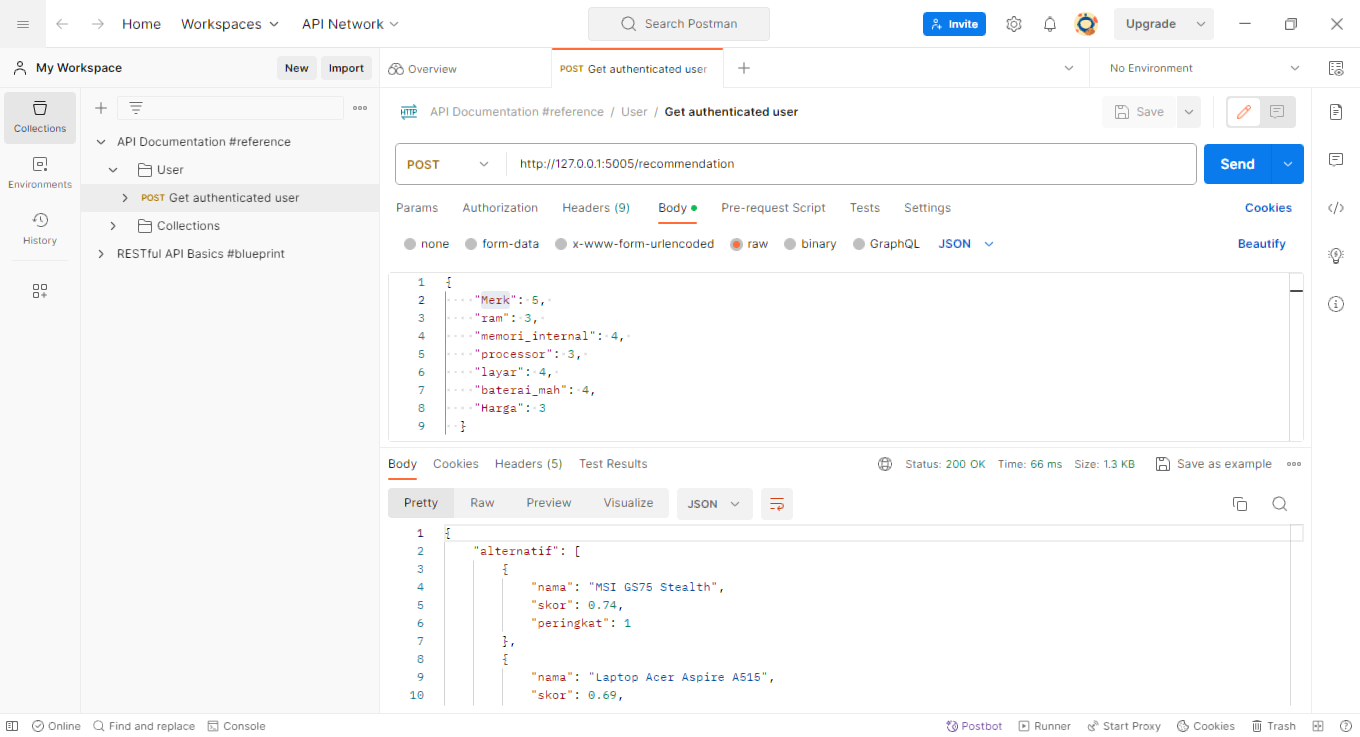 Home Workspaces API Network Search Postman Invite Upgrade
My Workspace New Import Overview POST Get authenticated user No Environment
Collections
Environments
History
API Documentation #reference
User
POST Get authenticated user
Collections
RESTful API Basics #blueprint
HTTP API Documentation #reference / User / Get authenticated user Save
POST http://127.0.0.1:5005/recommendation Send
Params Authorization Headers (9) Body Pre-request Script Tests Settings Cookies
none form-data x-www-form-urlencoded raw binary GraphQL JSON Beautify
1 {
2 "Merk": 5,
3 "ram": 3,
4 "memori_internal": 4,
5 "processor": 3,
6 "layar": 4,
7 "baterai_mah": 4,
8 "Harga": 3
9 }
Body Cookies Headers (5) Test Results Status: 200 OK Time: 66 ms Size: 1.3 KB Save as example
Pretty Raw Preview Visualize JSON
1 {
2 "alternatif": [
3 {
4 "nama": "MSI GS75 Stealth",
5 "skor": 0.74,
6 "peringkat": 1
7 },
8 {
9 "nama": "Laptop Acer Aspire A515",
10 "skor": 0.69,
Online Find and replace Console Postbot Runner Start Proxy Cookies Trash